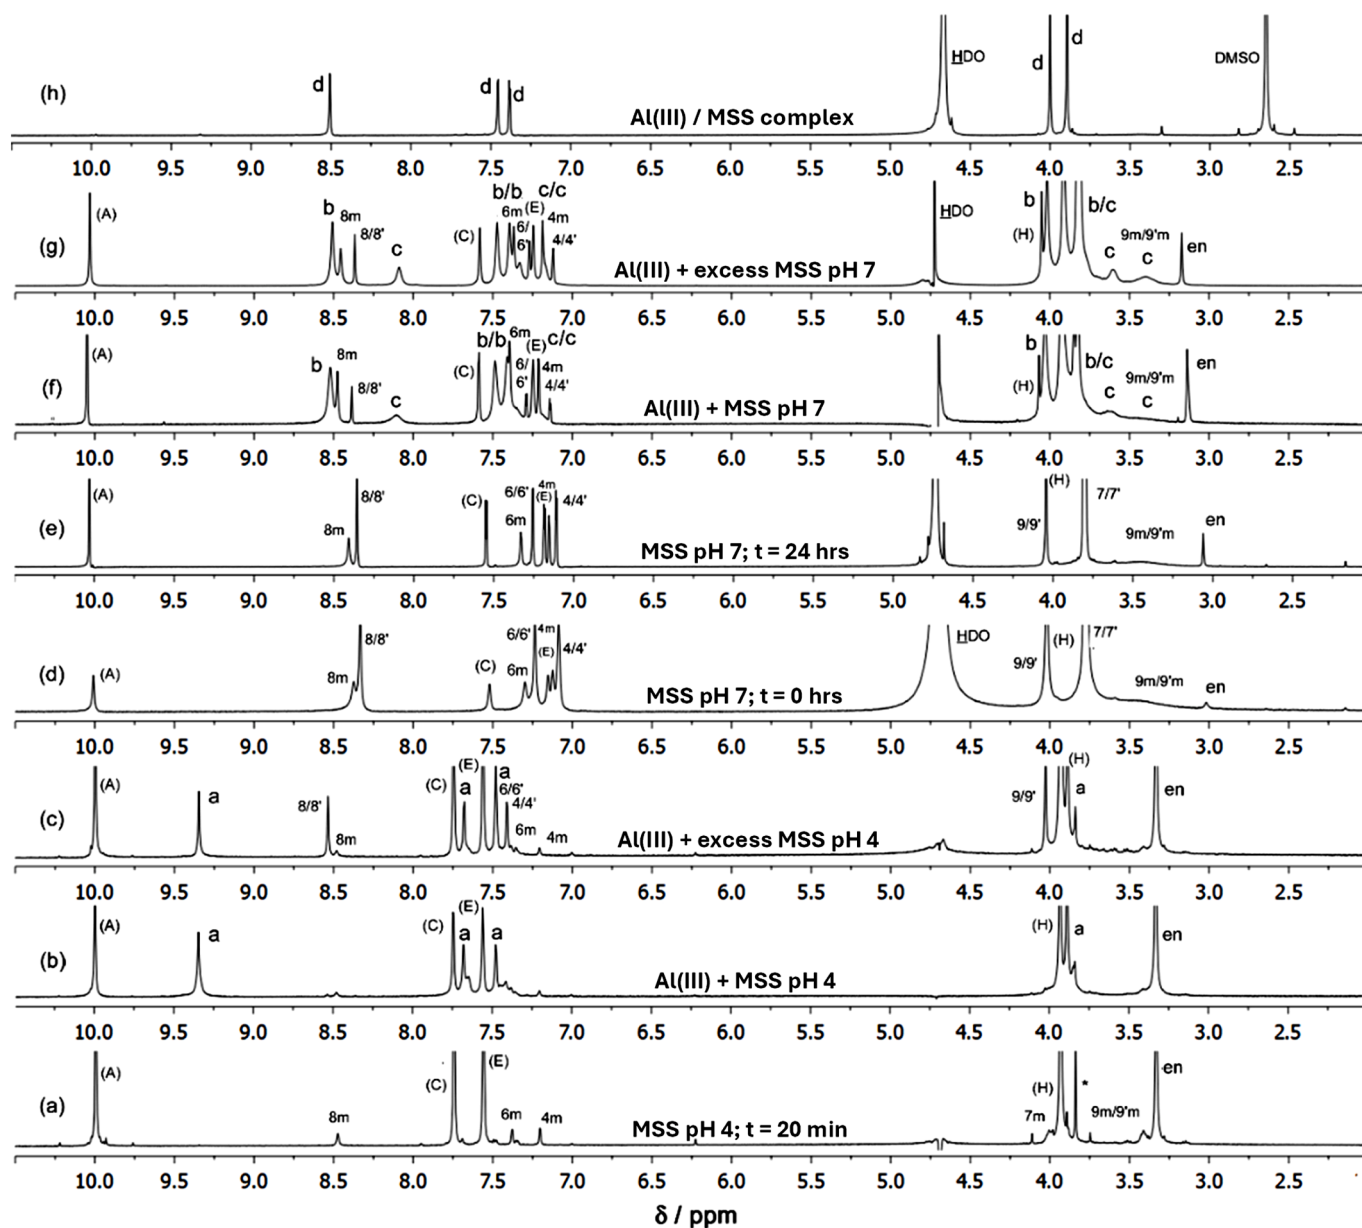 d d d HDO d d DMSO
(h) Al(III) / MSS complex
10.0 9.5 9.0 8.5 8.0 7.5 7.0 6.5 6.0 5.5 5.0 4.5 4.0 3.5 3.0 2.5
(A) b 8m 8/8' c (C) b/b 6m 6/6' (E) c/c 4m 4/4' HDO b (H) b/c c 9m/9'm c en
(g) Al(III) + excess MSS pH 7
10.0 9.5 9.0 8.5 8.0 7.5 7.0 6.5 6.0 5.5 5.0 4.5 4.0 3.5 3.0 2.5
(A) b 8m 8/8' c (C) b/b 6m 6/6' (E) c/c 4m 4/4' b (H) b/c c 9m/9'm c en
(f) Al(III) + MSS pH 7
10.0 9.5 9.0 8.5 8.0 7.5 7.0 6.5 6.0 5.5 5.0 4.5 4.0 3.5 3.0 2.5
(A) 8m 8/8' (C) 6m 6/6' 4m (E) 4/4' 9/9' (H) 7/7' 9m/9'm en
(e) MSS pH 7; t = 24 hrs
10.0 9.5 9.0 8.5 8.0 7.5 7.0 6.5 6.0 5.5 5.0 4.5 4.0 3.5 3.0 2.5
(A) 8m 8/8' (C) 6m 6/6' 4m (E) 4/4' HDO 9/9' (H) 7/7' 9m/9'm en
(d) MSS pH 7; t = 0 hrs
10.0 9.5 9.0 8.5 8.0 7.5 7.0 6.5 6.0 5.5 5.0 4.5 4.0 3.5 3.0 2.5
(A) a 8/8' 8m (C) a (E) a 6/6' 4/4' 6m 4m 9/9' (H) a en
(c) Al(III) + excess MSS pH 4
10.0 9.5 9.0 8.5 8.0 7.5 7.0 6.5 6.0 5.5 5.0 4.5 4.0 3.5 3.0 2.5
(A) a (C) a (E) a (H) a en
(b) Al(III) + MSS pH 4
10.0 9.5 9.0 8.5 8.0 7.5 7.0 6.5 6.0 5.5 5.0 4.5 4.0 3.5 3.0 2.5
(A) 8m (C) (E) 6m 4m 7m (H) * 9m/9'm en
(a) MSS pH 4; t = 20 min
10.0 9.5 9.0 8.5 8.0 7.5 7.0 6.5 6.0 5.5 5.0 4.5 4.0 3.5 3.0 2.5
δ / ppm